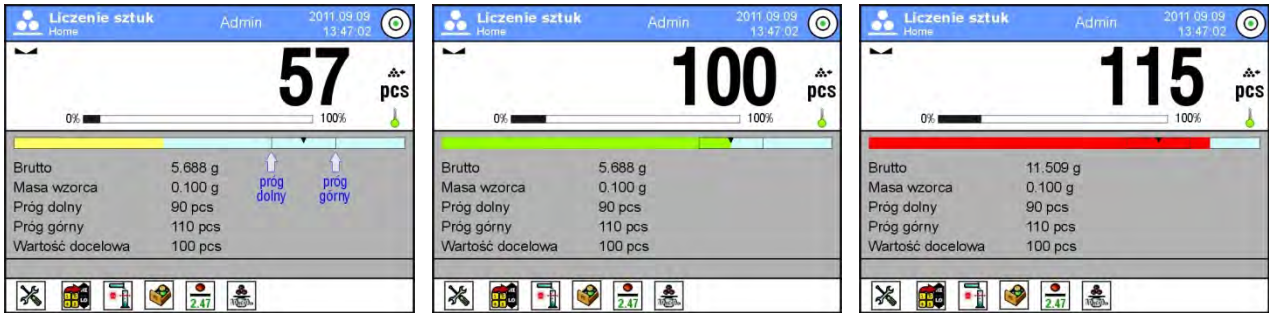 Liczenie sztuk Admin 2011.09.09
Home 13:47:02
57
pcs
0% 100%
Brutto 5.688 g
Masa wzorca 0.100 g
Próg dolny 90 pcs
Próg górny 110 pcs
Wartość docelowa 100 pcs
próg dolny
próg górny
LO
2.47
Liczenie sztuk Admin 2011.09.09
Home 13:47:02
100
pcs
0% 100%
Brutto 5.688 g
Masa wzorca 0.100 g
Próg dolny 90 pcs
Próg górny 110 pcs
Wartość docelowa 100 pcs
LO
2.47
Liczenie sztuk Admin 2011.09.09
Home 13:47:02
115
pcs
0% 100%
Brutto 11.509 g
Masa wzorca 0.100 g
Próg dolny 90 pcs
Próg górny 110 pcs
Wartość docelowa 100 pcs
LO
2.47